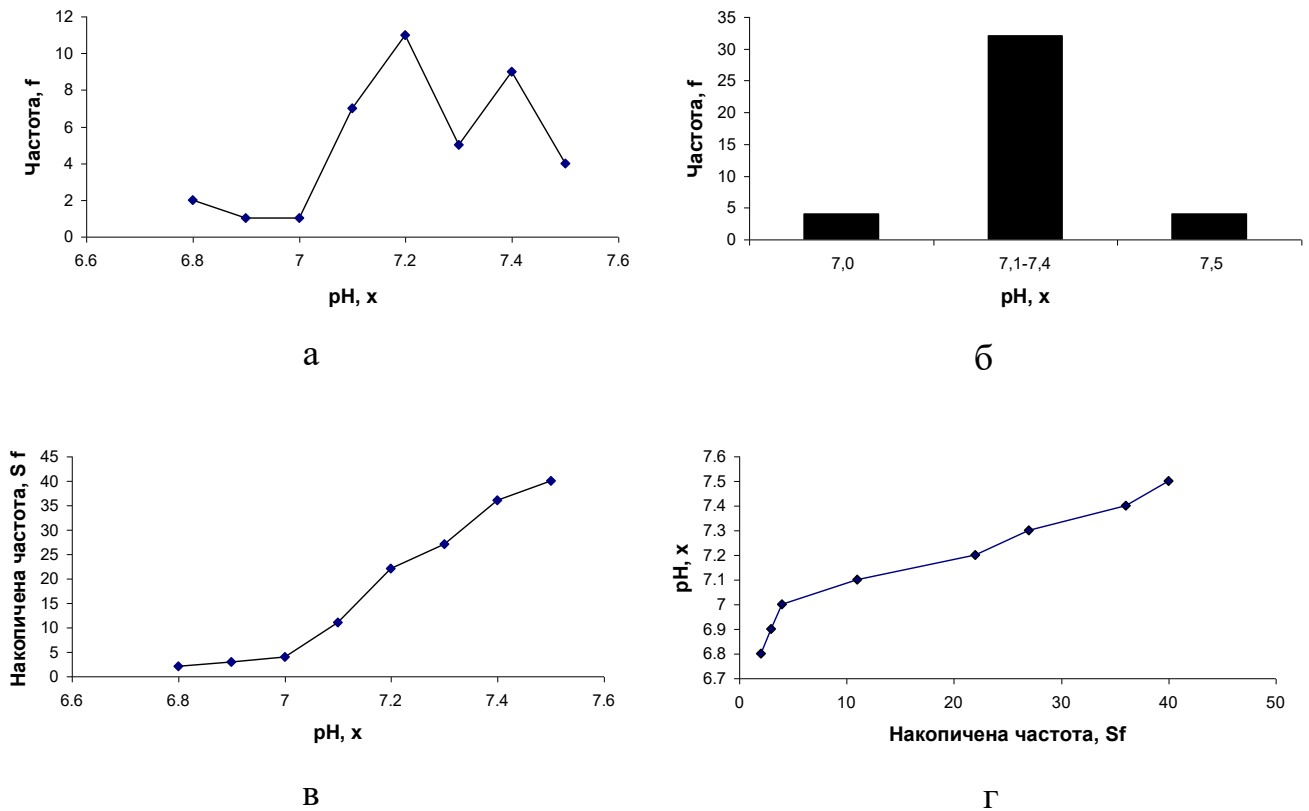 12
10
8
6
4
2
0
Частота, f
6.6 6.8 7 7.2 7.4 7.6
pH, x
а
35
30
25
20
15
10
5
0
Частота, f
7,0 7,1-7,4 7,5
pH, x
б
45
40
35
30
25
20
15
10
5
0
Накопичена частота, S f
6.6 6.8 7 7.2 7.4 7.6
pH, x
в
7.6
7.5
7.4
7.3
7.2
7.1
7
6.9
6.8
6.7
pH, x
0 10 20 30 40 50
Накопичена частота, Sf
г